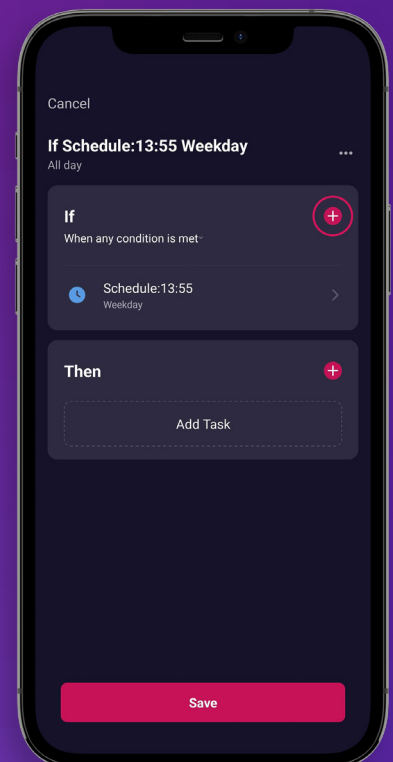 Cancel
If Schedule:13:55 Weekday
All day
If
When any condition is met
Schedule:13:55
Weekday
Then
Add Task
Save